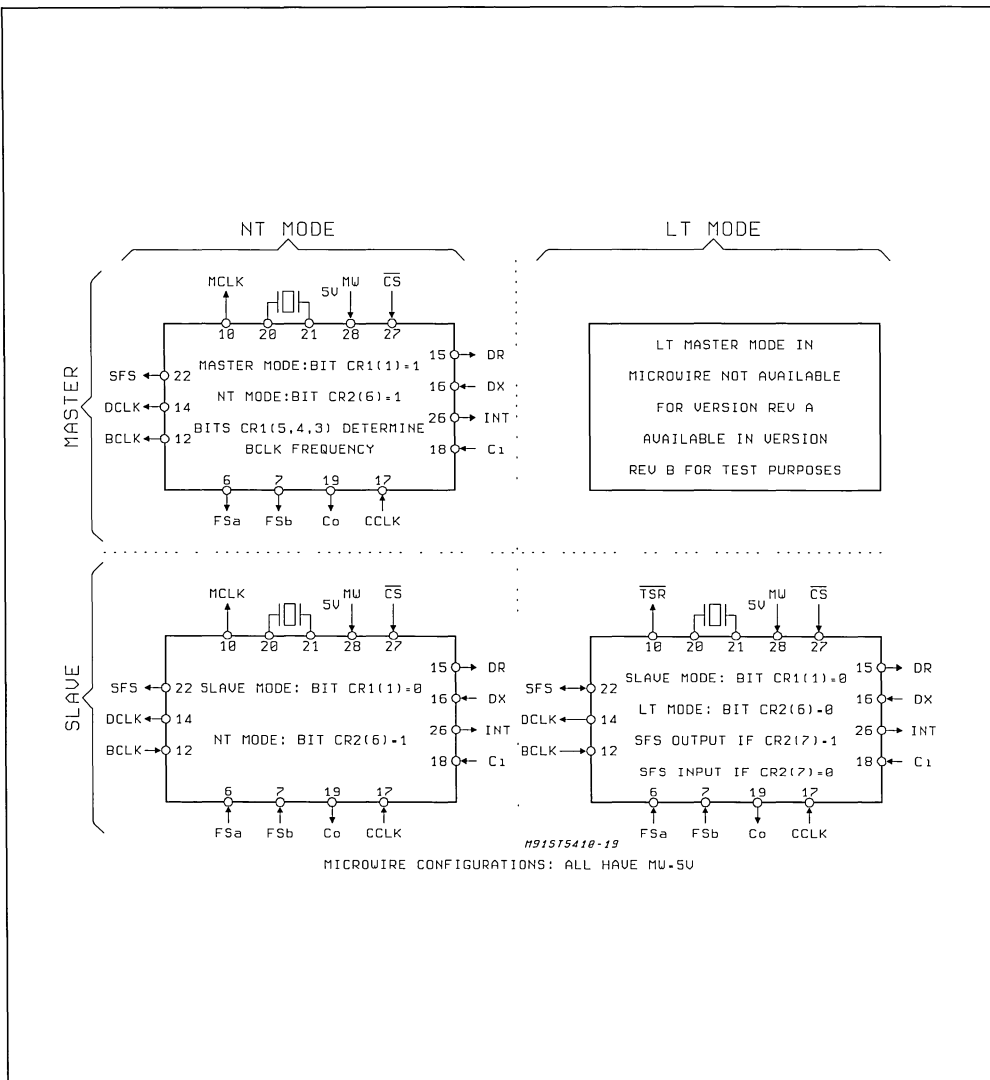 NT MODE
LT MODE
MASTER
MCLK
5V
MW
CS
10 20 21 28 27
SFS 22
DCLK 14
BCLK 12
MASTER MODE:BIT CR1(1)=1
NT MODE:BIT CR2(6)=1
BITS CR1(5,4,3) DETERMINE
BCLK FREQUENCY
15 DR
16 DX
26 INT
18 Ci
6 7 19 17
FSa FSb Co CCLK
LT MASTER MODE IN
MICROWIRE NOT AVAILABLE
FOR VERSION REV A
AVAILABLE IN VERSION
REV B FOR TEST PURPOSES
SLAVE
MCLK
5V
MW
CS
10 20 21 28 27
SFS 22
DCLK 14
BCLK 12
SLAVE MODE: BIT CR1(1)=0
NT MODE: BIT CR2(6)=1
15 DR
16 DX
26 INT
18 Ci
6 7 19 17
FSa FSb Co CCLK
TSR
5V
MW
CS
10 20 21 28 27
SFS 22
DCLK 14
BCLK 12
SLAVE MODE: BIT CR1(1)=0
LT MODE: BIT CR2(6)=0
SFS OUTPUT IF CR2(7)=1
SFS INPUT IF CR2(7)=0
15 DR
16 DX
26 INT
18 Ci
6 7 19 17
FSa FSb Co CCLK
M91ST5410-19
MICROWIRE CONFIGURATIONS: ALL HAVE MW=5V